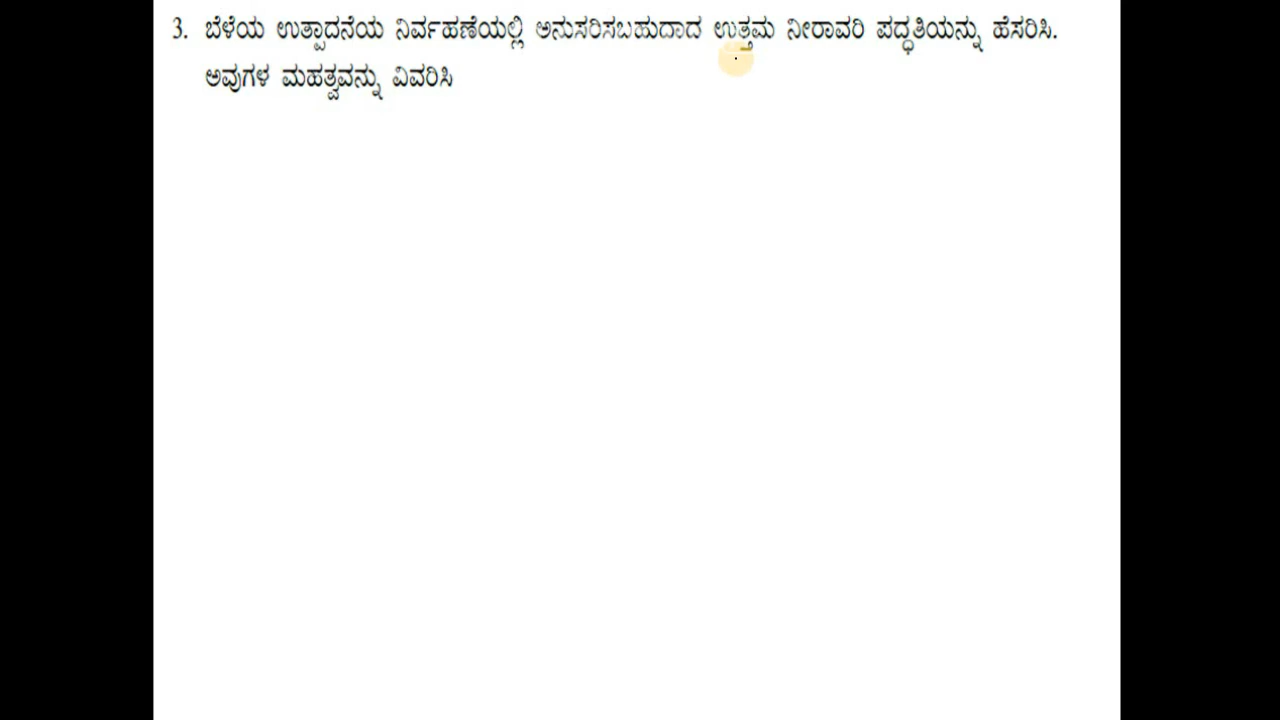 3. ಬೆಳೆಯ ಉತ್ಪಾದನೆಯ ನಿರ್ವಹಣೆಯಲ್ಲಿ ಅನುಸರಿಸಬಹುದಾದ ಉತ್ತಮ ನೀರಾವರಿ ಪದ್ಧತಿಯನ್ನು ಹೆಸರಿಸಿ.
ಅವುಗಳ ಮಹತ್ವವನ್ನು ವಿವರಿಸಿ